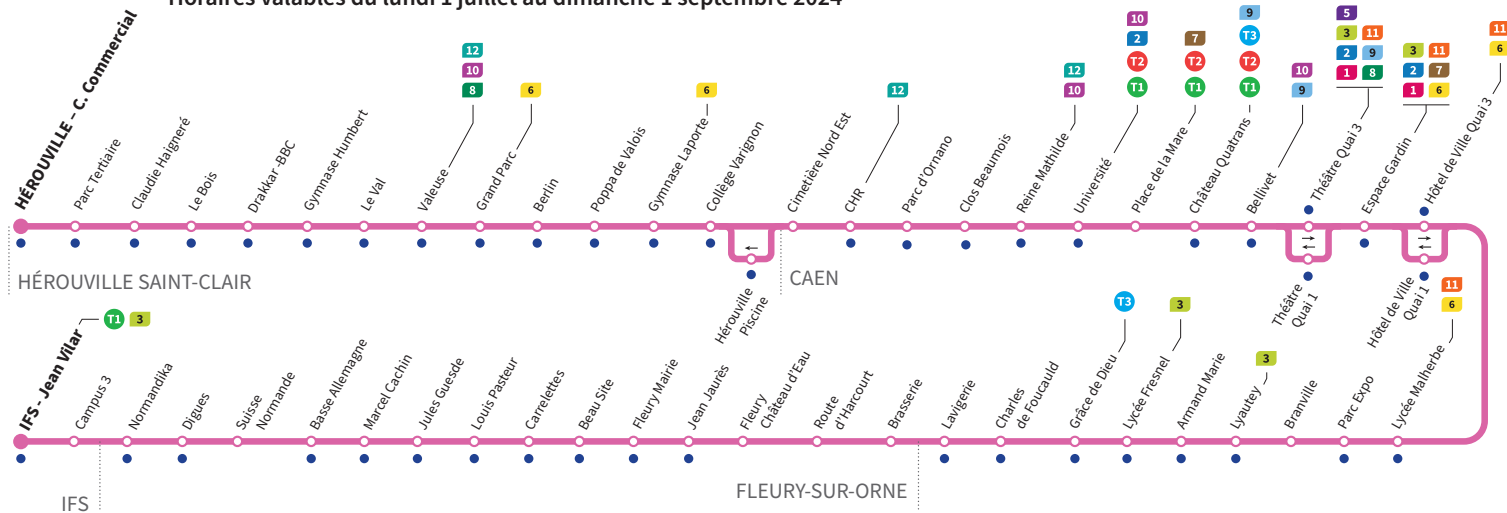 Horaires valables du lundi 1 juillet au dimanche 1 septembre 2024
HÉROUVILLE – C. Commercial
Parc Tertiaire
Claudie Haigneré
Le Bois
Drakkar-BBC
Gymnase Humbert
Le Val
Valeuse
12
10
8
Grand Parc
6
Berlin
Poppa de Valois
Gymnase Laporte
6
Collège Varignon
Hérouville
Piscine
Cimetière Nord Est
CHR
12
Parc d'Ornano
Clos Beaumois
Reine Mathilde
12
10
Université
10
2
T2
T1
Place de la Mare
7
T2
T1
Château Quatrans
9
T3
T2
T1
Bellivet
10
9
Théâtre Quai 3
5
3 11
2 9
1 8
Théâtre
Quai 1
Espace Gardin
3 11
2 7
1 6
Hôtel de Ville Quai 3
11
6
Hôtel de Ville
Quai 1
HÉROUVILLE SAINT-CLAIR
CAEN
IFS - Jean Vilar
T1 3
Campus 3
Normandika
Digues
Suisse
Normande
Basse Allemagne
Marcel Cachin
Jules Guesde
Louis Pasteur
Carrelettes
Beau Site
Fleury Mairie
Jean Jaurès
Fleury
Château d'Eau
Route
d'Harcourt
Brasserie
Lavigerie
Charles
de Foucauld
Grâce de Dieu
T3
Lycée Fresnel
3
Armand Marie
Lyautey
3
Branville
Parc Expo
Lycée Malherbe
11
6
IFS
FLEURY-SUR-ORNE